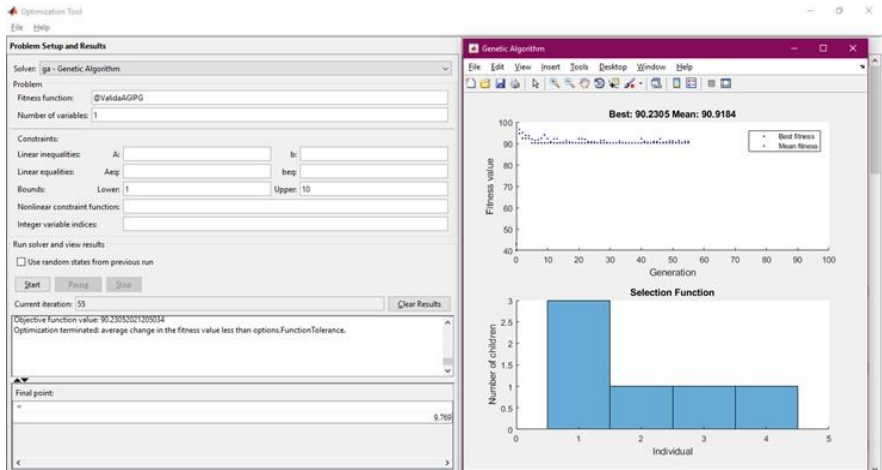 Optimization Tool
File Help
Problem Setup and Results
Solver: ga - Genetic Algorithm
Problem
Fitness function: @ValidaAGIPG
Number of variables: 1
Constraints:
Linear inequalities: A: b:
Linear equalities: Aeq: beq:
Bounds: Lower: 1 Upper: 10
Nonlinear constraint function:
Integer variable indices:
Run solver and view results
Use random states from previous run
Start Pause Stop
Current iteration: 55 Clear Results
Objective function value: 90.23052021205034
Optimization terminated: average change in the fitness value less than options.FunctionTolerance.
Final point:
9.769
Genetic Algorithm
File Edit View Insert Tools Desktop Window Help
Best: 90.2305 Mean: 90.9184
100
90
80
70
60
50
40
Fitness value
Best fitness
Mean fitness
0 10 20 30 40 50 60 70 80 90 100
Generation
Selection Function
3
2.5
2
1.5
1
0.5
0
Number of children
0 1 2 3 4 5
Individual